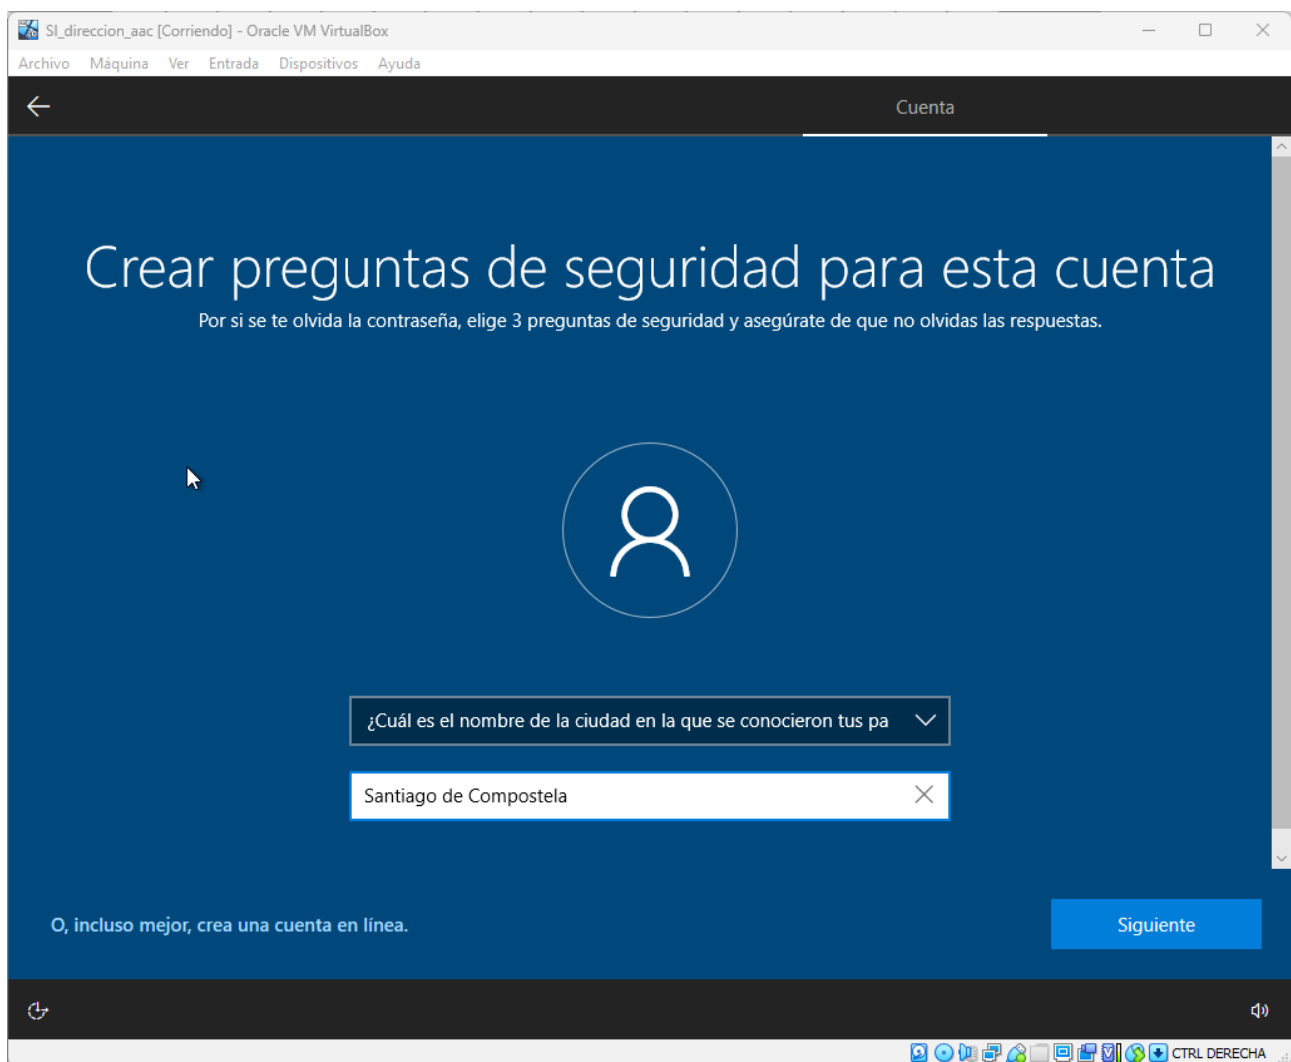 SI_direccion_aac [Corriendo] - Oracle VM VirtualBox
Archivo Máquina Ver Entrada Dispositivos Ayuda
Cuenta
Crear preguntas de seguridad para esta cuenta
Por si se te olvida la contraseña, elige 3 preguntas de seguridad y asegúrate de que no olvidas las respuestas.
¿Cuál es el nombre de la ciudad en la que se conocieron tus pa
Santiago de Compostela
O, incluso mejor, crea una cuenta en línea.
Siguiente
CTRL DERECHA